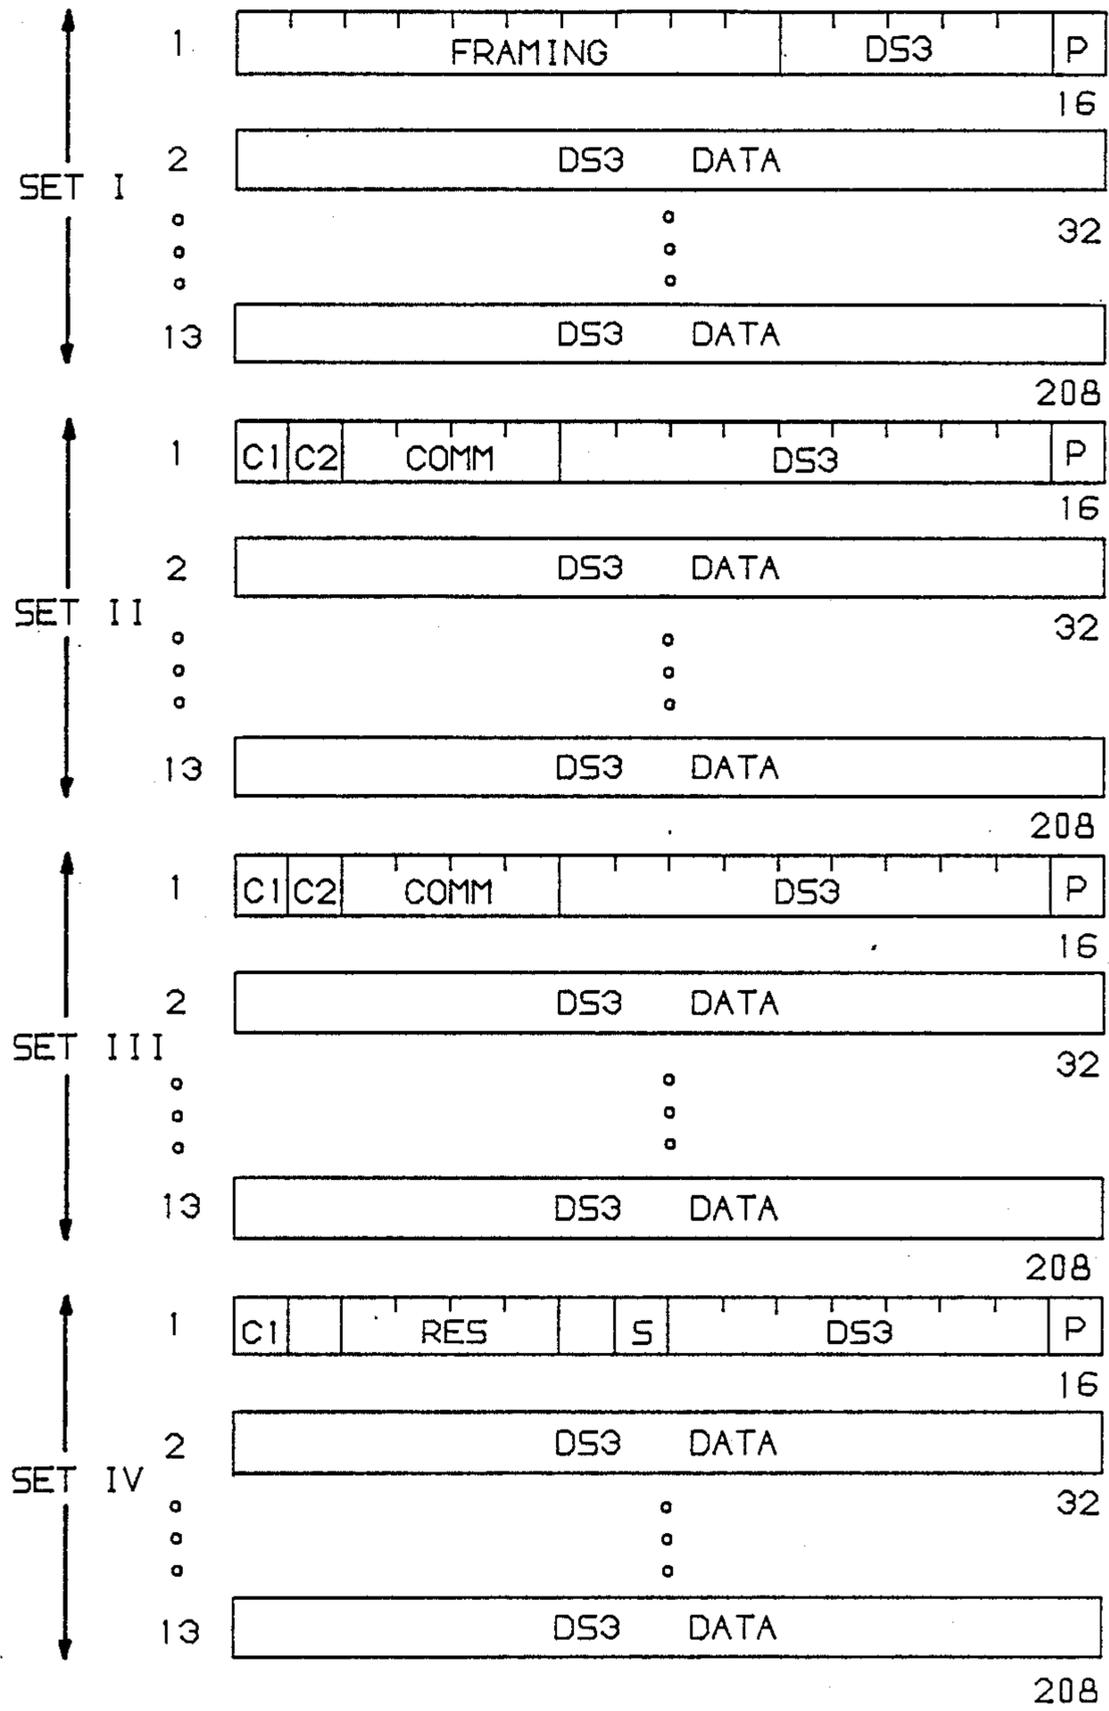 1 FRAMING DS3 P
16
2 DS3 DATA
SET I
32
13 DS3 DATA
208
1 C1 C2 COMM DS3 P
16
2 DS3 DATA
SET II
32
13 DS3 DATA
208
1 C1 C2 COMM DS3 P
16
2 DS3 DATA
SET III
32
13 DS3 DATA
208
1 C1 RES S DS3 P
16
2 DS3 DATA
SET IV
32
13 DS3 DATA
208